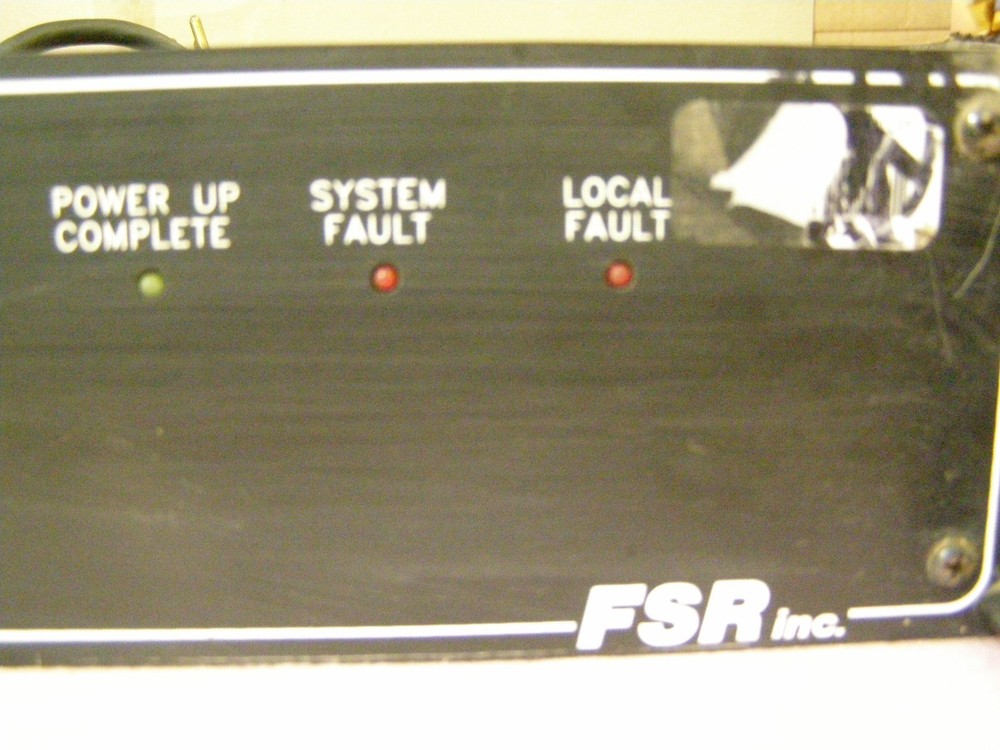 POWER UP
COMPLETE
SYSTEM
FAULT
LOCAL
FAULT
FSR inc.